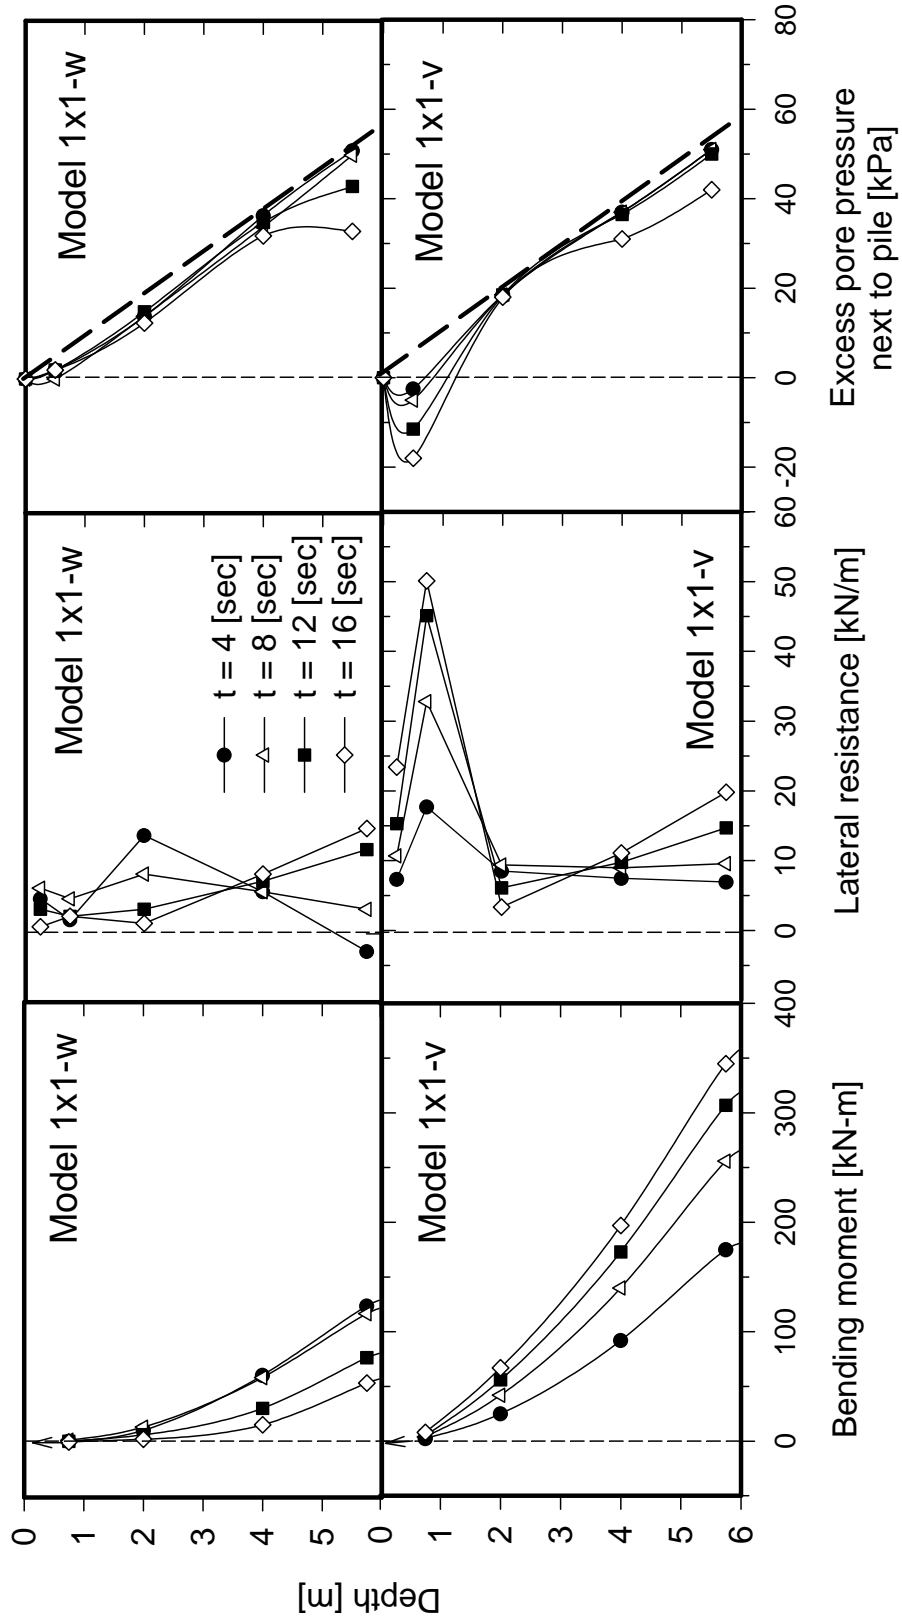 Model 1x1-w
Model 1x1-w
Model 1x1-w
t = 4 [sec]
t = 8 [sec]
t = 12 [sec]
t = 16 [sec]
0
1
2
3
4
5
Depth [m]
Model 1x1-v
Model 1x1-v
Model 1x1-v
0
1
2
3
4
5
6
0 100 200 300 400
0 10 20 30 40 50 60
-20 0 20 40 60 80
Bending moment [kN-m]
Lateral resistance [kN/m]
Excess pore pressure
next to pile [kPa]